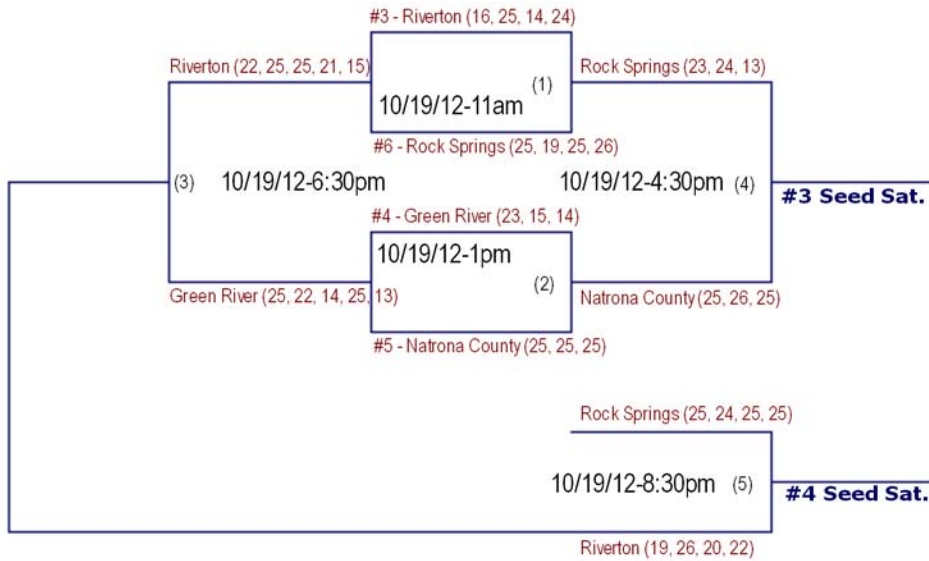 #3 - Riverton (16, 25, 14, 24)
Riverton (22, 25, 25, 21, 15)
Rock Springs (23, 24, 13)
(1)
10/19/12-11am
#6 - Rock Springs (25, 19, 25, 26)
(3) 10/19/12-6:30pm
10/19/12-4:30pm (4)
#3 Seed Sat.
#4 - Green River (23, 15, 14)
10/19/12-1pm
(2)
Green River (25, 22, 14, 25, 13)
Natrona County (25, 26, 25)
#5 - Natrona County (25, 25, 25)
Rock Springs (25, 24, 25, 25)
10/19/12-8:30pm (5)
#4 Seed Sat.
Riverton (19, 26, 20, 22)